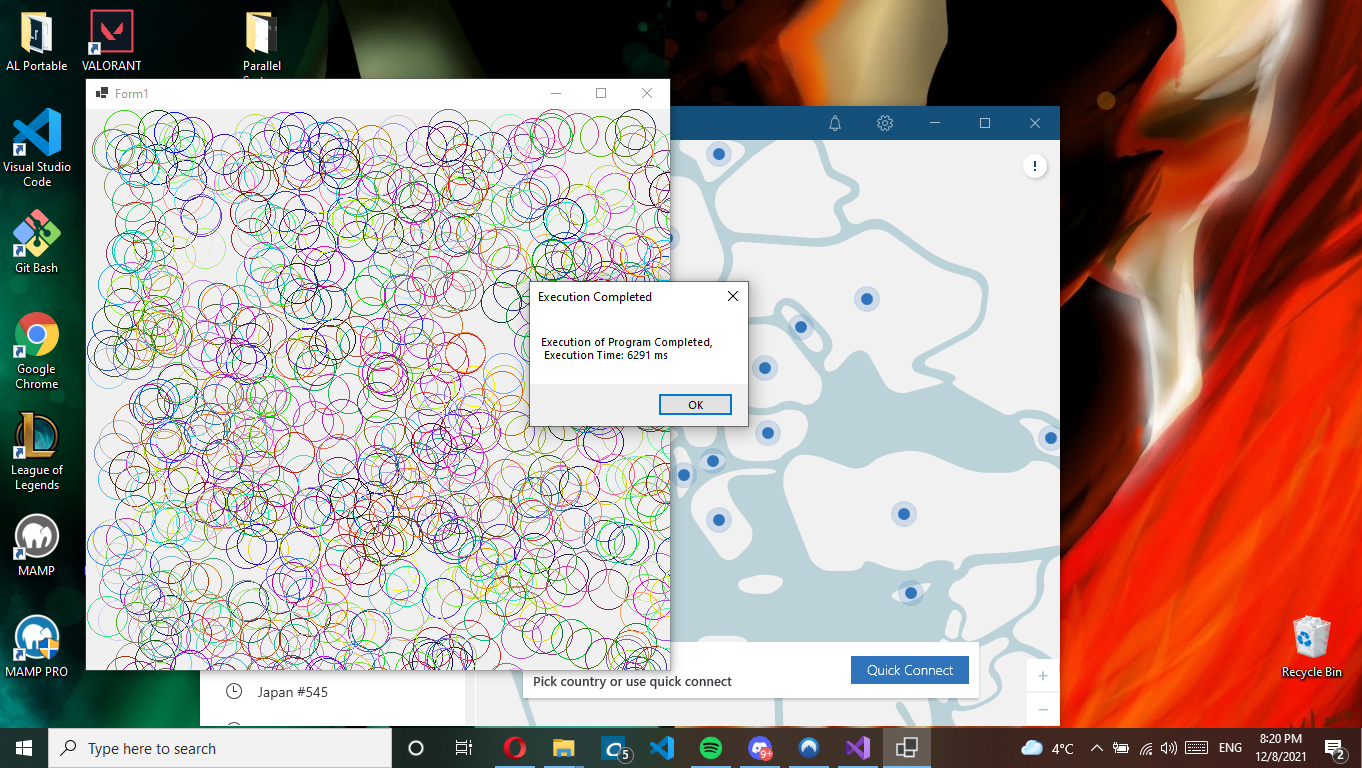 AL Portable
VALORANT
Parallel
Visual Studio
Code
Git Bash
Google
Chrome
League of
Legends
MAMP
MAMP PRO
Form1
Execution Completed
Execution of Program Completed,
Execution Time: 6291 ms
OK
!
Quick Connect
Pick country or use quick connect
Japan #545
+
−
Recycle Bin
Type here to search
5
9+
4°C
ENG
8:20 PM
12/8/2021
2